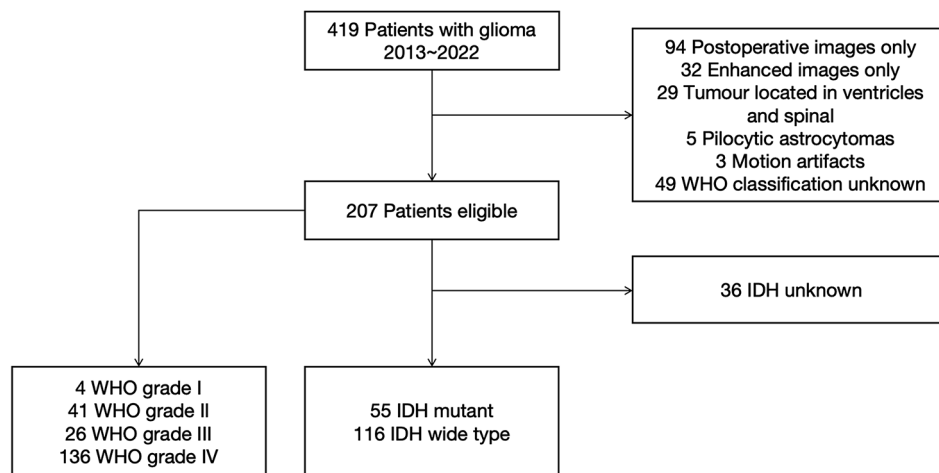 419 Patients with glioma
2013~2022
94 Postoperative images only
32 Enhanced images only
29 Tumour located in ventricles
and spinal
5 Pilocytic astrocytomas
3 Motion artifacts
49 WHO classification unknown
207 Patients eligible
36 IDH unknown
4 WHO grade I
41 WHO grade II
26 WHO grade III
136 WHO grade IV
55 IDH mutant
116 IDH wide type